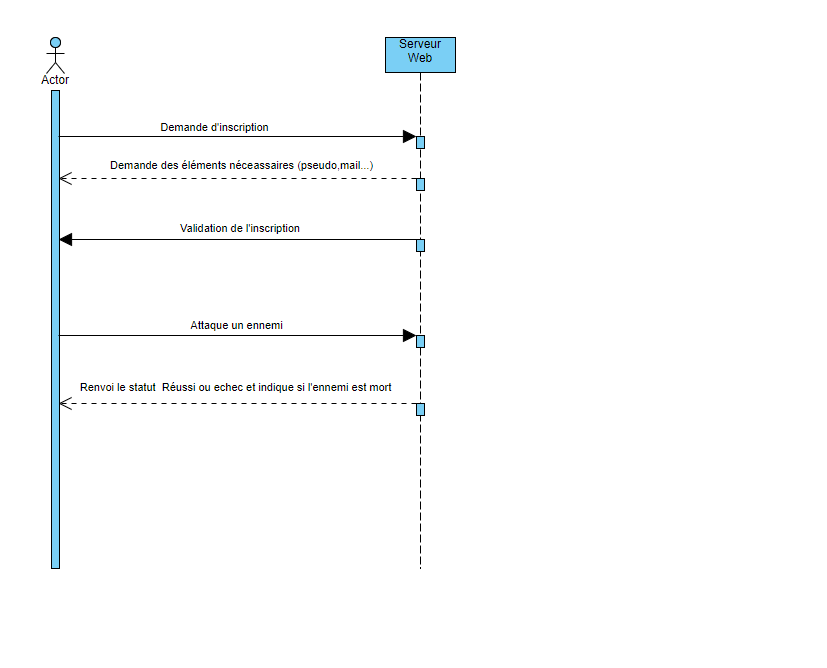 Serveur
Web
Actor
Demande d'inscription
Demande des éléments néceassaires (pseudo,mail...)
Validation de l'inscription
Attaque un ennemi
Renvoi le statut  Réussi ou echec et indique si l'ennemi est mort